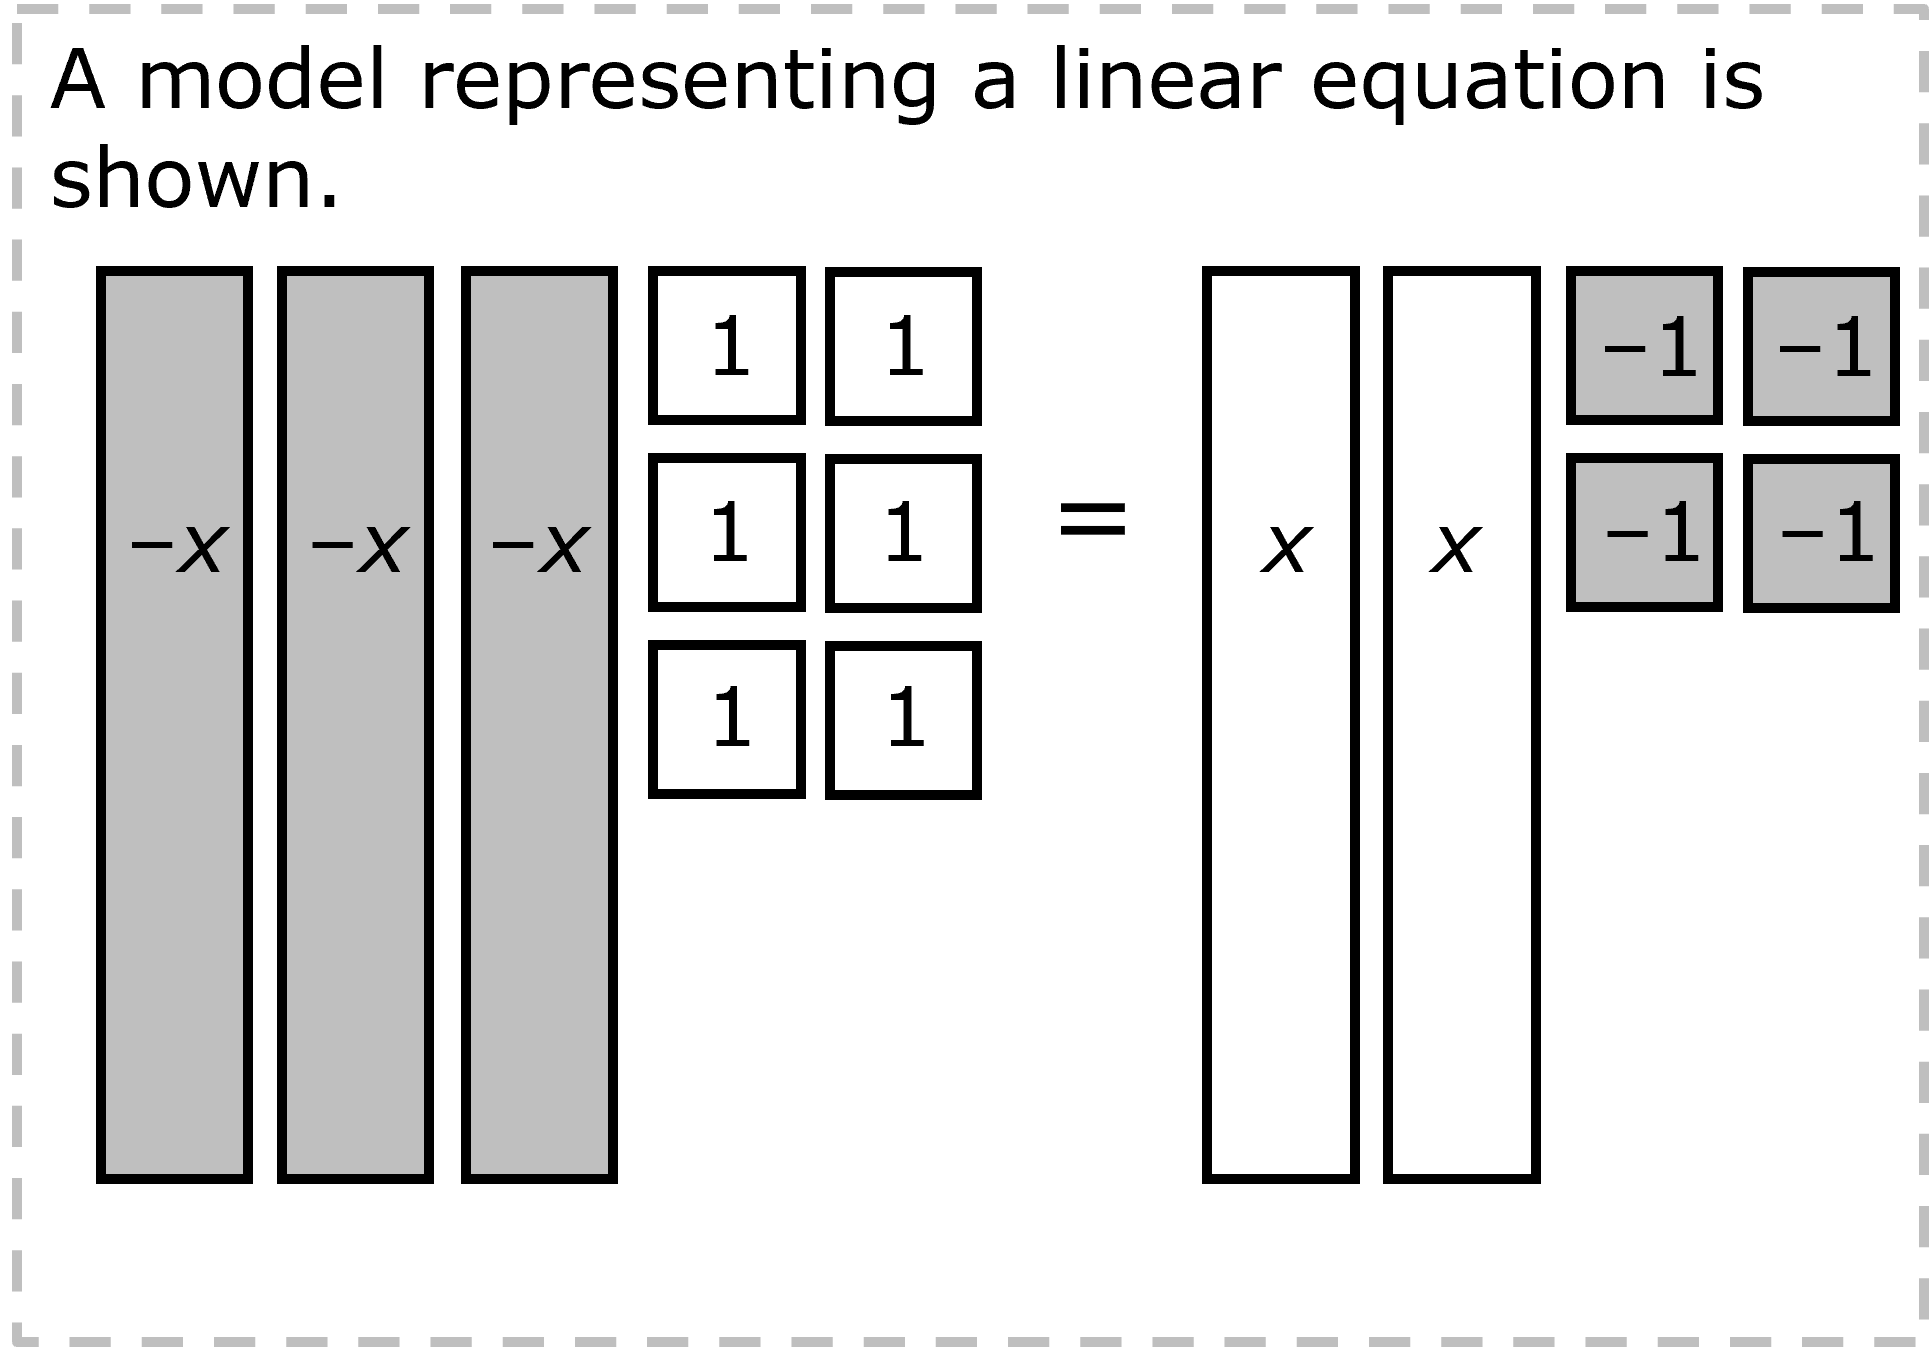 A model representing a linear equation is
shown.
1 1 −1 −1
−x −x −x 1 1 = x x −1 −1
1 1